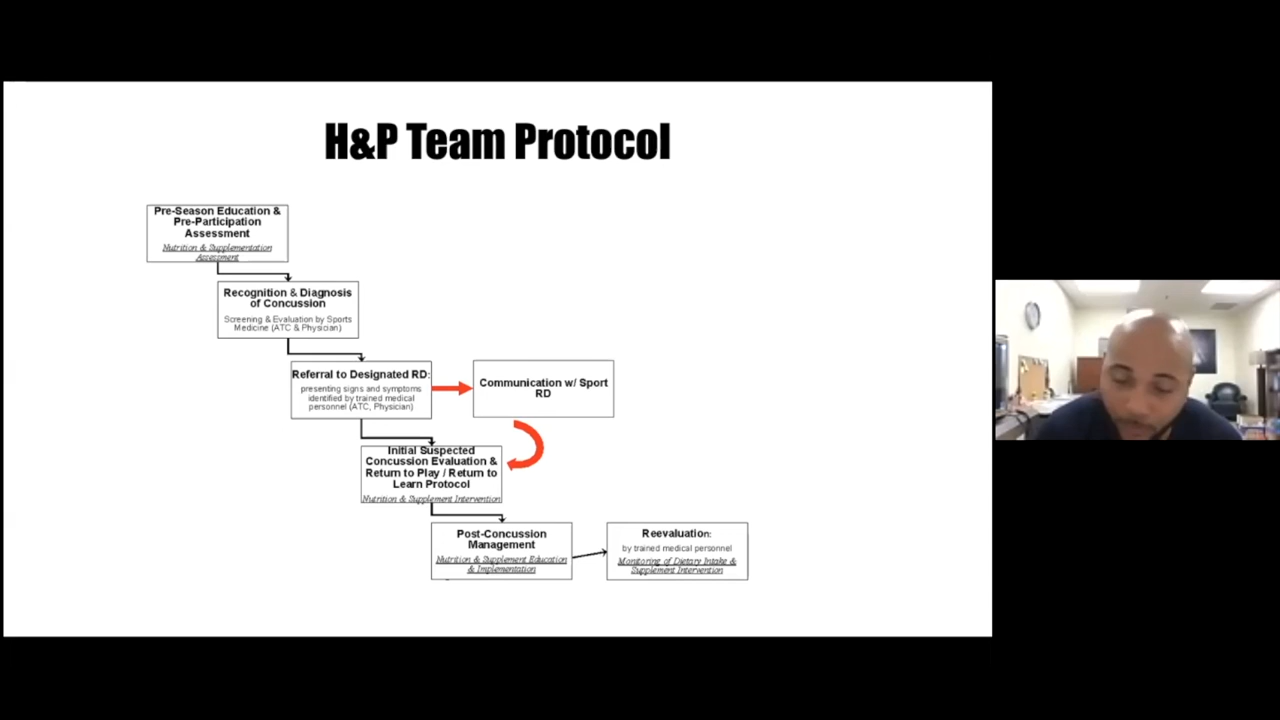 H&P Team Protocol
Pre-Season Education &
Pre-Participation
Assessment
Nutrition & Supplementation
Assessment
Recognition & Diagnosis
of Concussion
Screening & Evaluation by Sports
Medicine (ATC & Physician)
Referral to Designated RD:
presenting signs and symptoms
identified by trained medical
personnel (ATC, Physician)
Communication w/ Sport
RD
Initial Suspected
Concussion Evaluation &
Return to Play / Return to
Learn Protocol
Nutrition & Supplement Intervention
Post-Concussion
Management
Nutrition & Supplement Education
& Implementation
Reevaluation:
by trained medical personnel
Monitoring of Dietary Intake &
Supplement Intervention